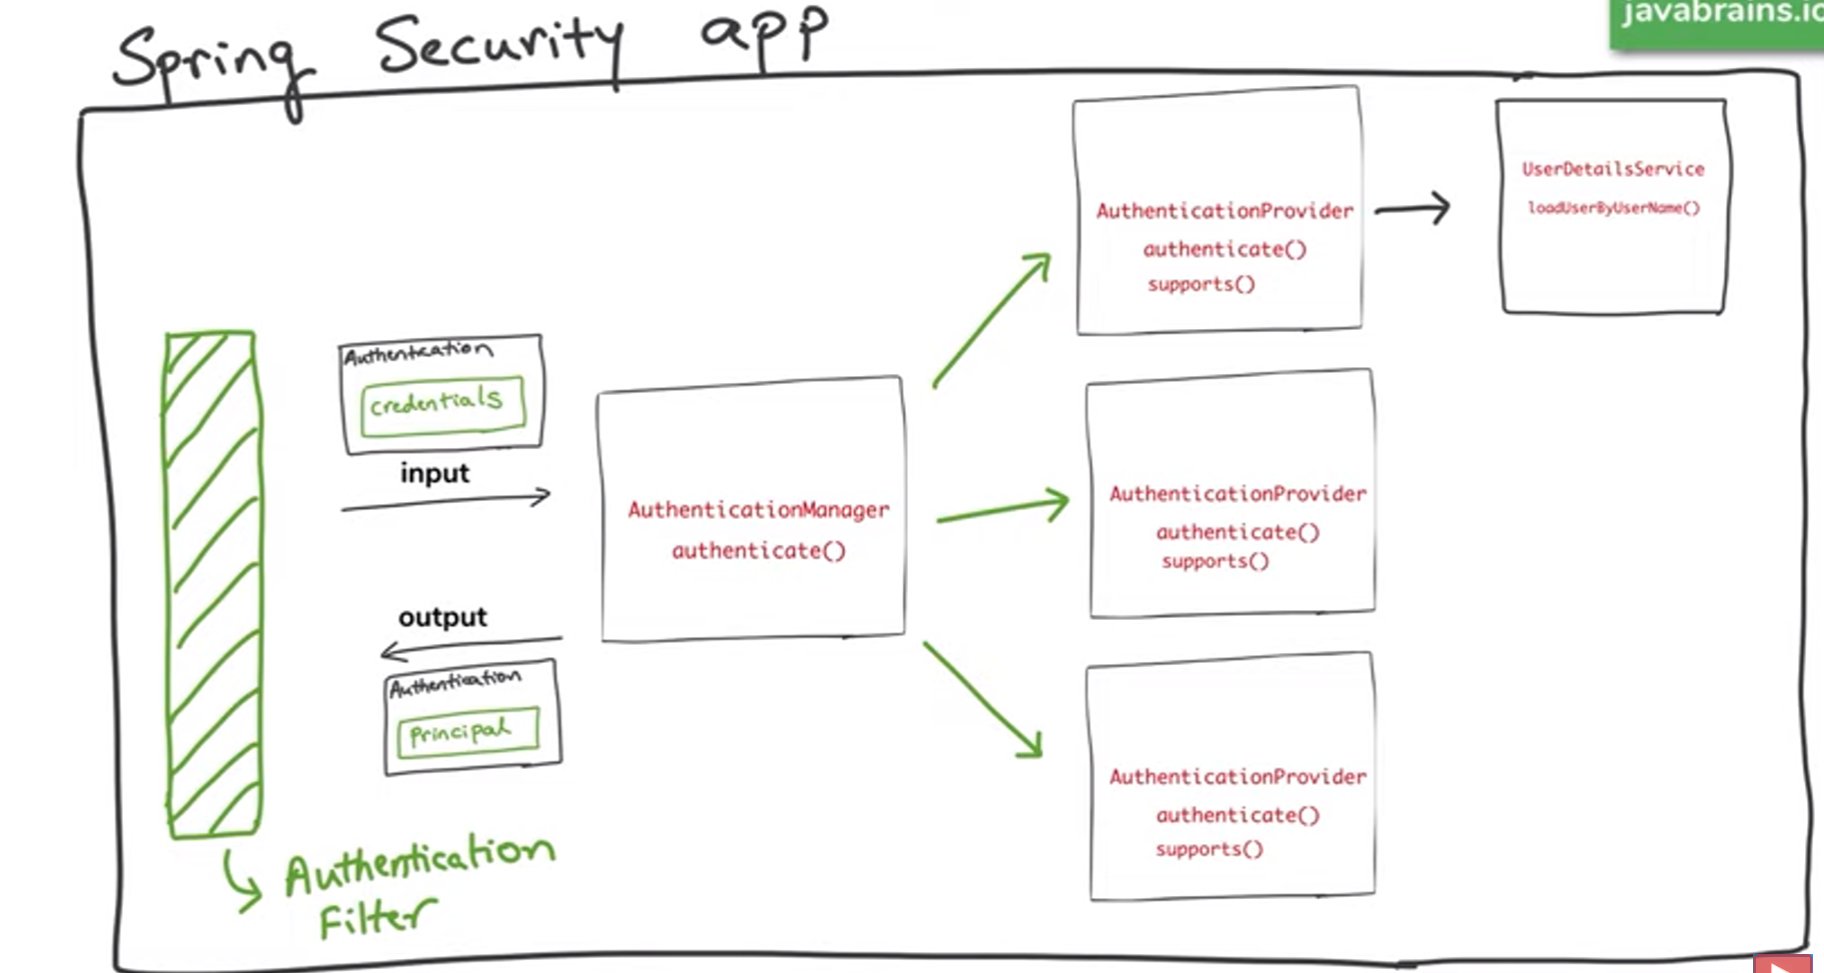 Spring Security app
javabrains.io
AuthenticationProvider
authenticate()
supports()
UserDetailsService
loadUserByUserName()
Authentication
credentials
input
AuthenticationManager
authenticate()
AuthenticationProvider
authenticate()
supports()
output
Authentication
Principal
AuthenticationProvider
authenticate()
supports()
Authentication
Filter